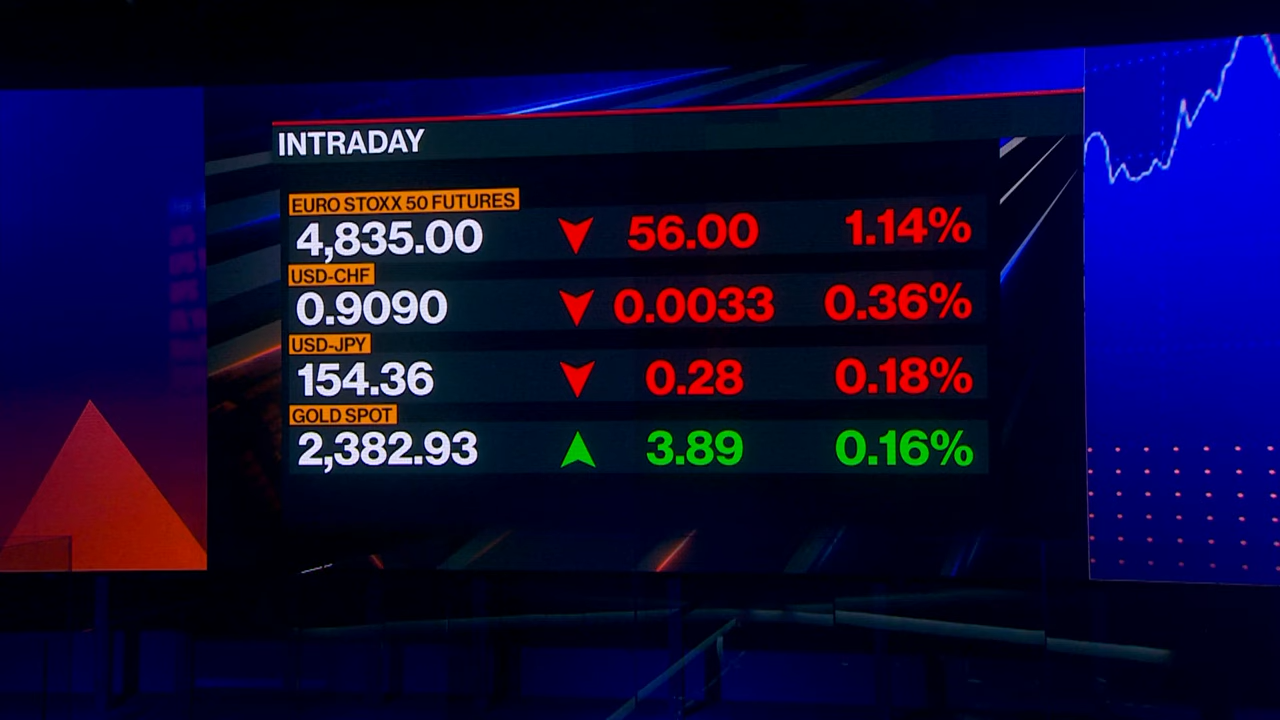 INTRADAY
EURO STOXX 50 FUTURES
4,835.00 ▼ 56.00 1.14%
USD-CHF
0.9090 ▼ 0.0033 0.36%
USD-JPY
154.36 ▼ 0.28 0.18%
GOLD SPOT
2,382.93 ▲ 3.89 0.16%